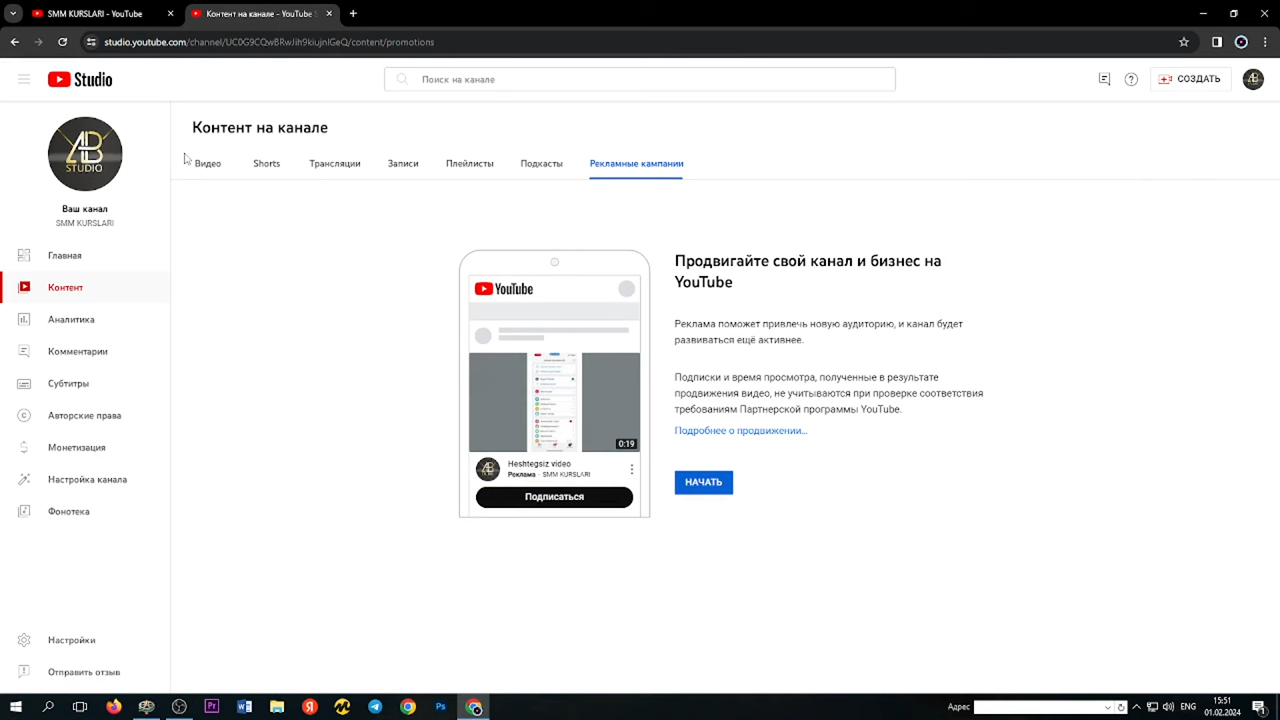 SMM KURSLARI - YouTube
Контент на канале - YouTube S
studio.youtube.com/channel/UC0G9CQwBRwJih9kiujnIGeQ/content/promotions
Studio
Поиск на канале
СОЗДАТЬ
Контент на канале
Видео
Shorts
Трансляции
Записи
Плейлисты
Подкасты
Рекламные кампании
AB
STUDIO
Ваш канал
SMM KURSLARI
Главная
Контент
Аналитика
Комментарии
Субтитры
Авторские права
Монетизация
Настройка канала
Фонотека
Настройки
Отправить отзыв
YouTube
0:19
Heshtegsiz video
Реклама · SMM KURSLARI
Подписаться
Продвигайте свой канал и бизнес на
YouTube
Реклама поможет привлечь новую аудиторию, и канал будет
развиваться ещё активнее.
Подписки и время просмотра, полученные в результате
продвижения видео, не учитываются при проверке соответствия
требованиям Партнерской программы YouTube.
Подробнее о продвижении...
НАЧАТЬ
Адрес
ENG
15:51
01.02.2024